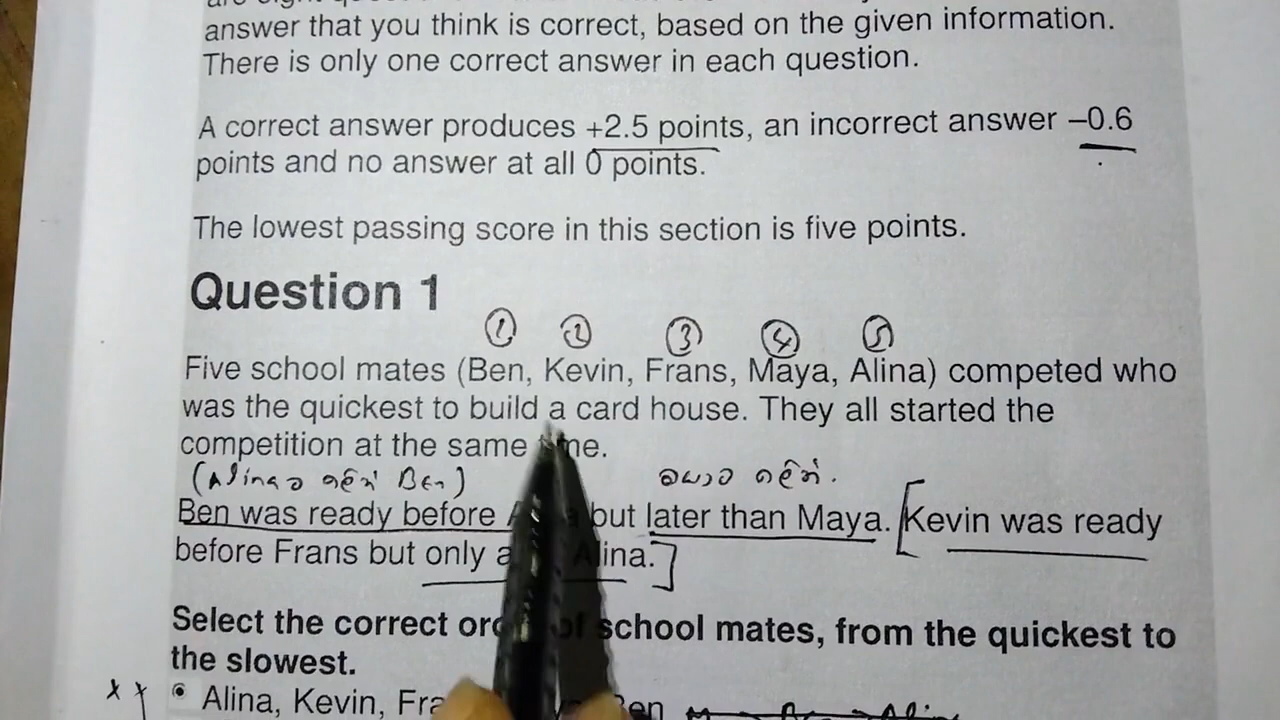 answer that you think is correct, based on the given information.
There is only one correct answer in each question.
A correct answer produces +2.5 points, an incorrect answer –0.6
points and no answer at all 0 points.
The lowest passing score in this section is five points.
Question 1
1 2 3 4 5
Five school mates (Ben, Kevin, Frans, Maya, Alina) competed who
was the quickest to build a card house. They all started the
competition at the same
(Alinaට කලින් Ben) කලින්.
Ben was ready before but later than Maya. [Kevin was ready
before Frans but only Alina.]
Select the correct school mates, from the quickest to
the slowest.
Alina, Kevin,